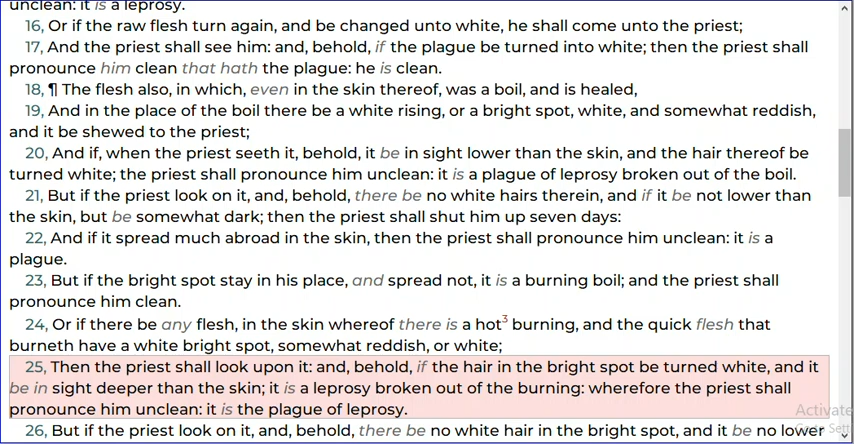 unclean: it is a leprosy.
16, Or if the raw flesh turn again, and be changed unto white, he shall come unto the priest;
17, And the priest shall see him: and, behold, if the plague be turned into white; then the priest shall
pronounce him clean that hath the plague: he is clean.
18, ¶ The flesh also, in which, even in the skin thereof, was a boil, and is healed,
19, And in the place of the boil there be a white rising, or a bright spot, white, and somewhat reddish,
and it be shewed to the priest;
20, And if, when the priest seeth it, behold, it be in sight lower than the skin, and the hair thereof be
turned white; the priest shall pronounce him unclean: it is a plague of leprosy broken out of the boil.
21, But if the priest look on it, and, behold, there be no white hairs therein, and if it be not lower than
the skin, but be somewhat dark; then the priest shall shut him up seven days:
22, And if it spread much abroad in the skin, then the priest shall pronounce him unclean: it is a
plague.
23, But if the bright spot stay in his place, and spread not, it is a burning boil; and the priest shall
pronounce him clean.
24, Or if there be any flesh, in the skin whereof there is a hot³ burning, and the quick flesh that
burneth have a white bright spot, somewhat reddish, or white;
25, Then the priest shall look upon it: and, behold, if the hair in the bright spot be turned white, and it
be in sight deeper than the skin; it is a leprosy broken out of the burning: wherefore the priest shall
pronounce him unclean: it is the plague of leprosy.
Activate
26, But if the priest look on it, and, behold, there be no white hair in the bright spot, and it be no lower